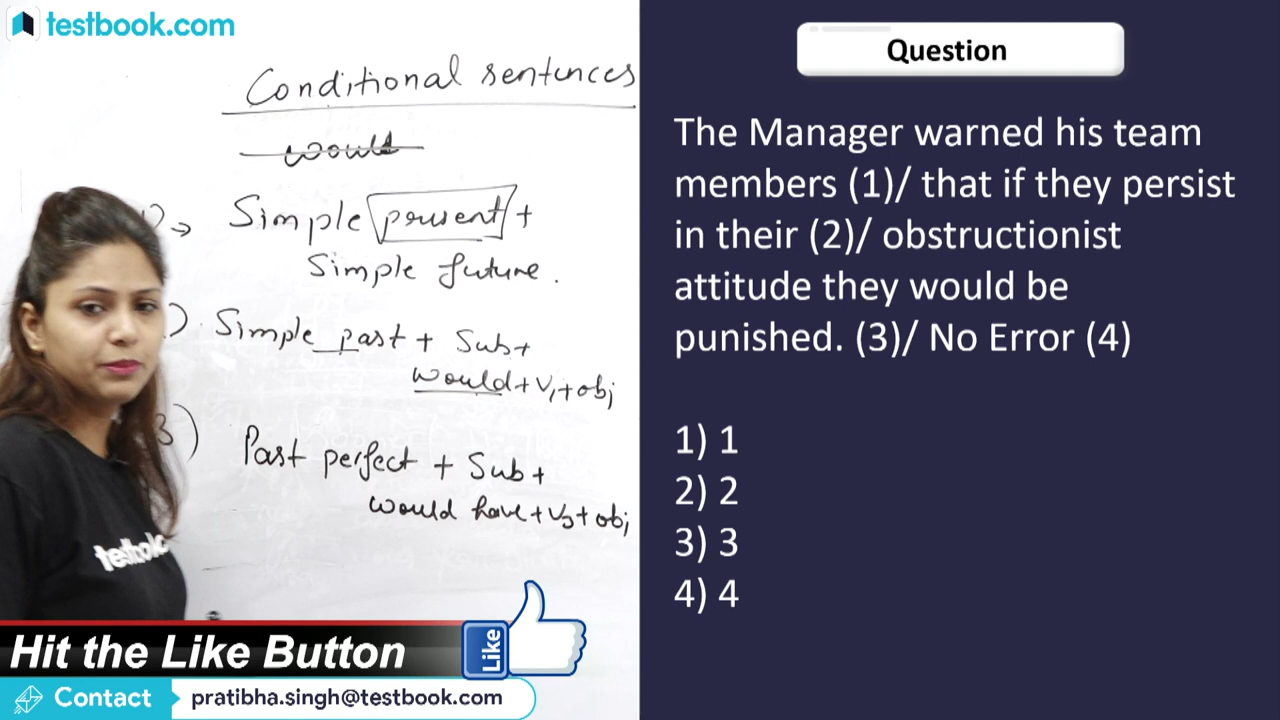 testbook.com
Conditional sentences
would
Simple present +
Simple future.
) Simple past + Sub+
would + V1 + obj
3)
Past perfect + Sub +
would have + V3 + obj
testbook
Hit the Like Button
Like
Contact
pratibha.singh@testbook.com
Question
The Manager warned his team
members (1)/ that if they persist
in their (2)/ obstructionist
attitude they would be
punished. (3)/ No Error (4)
1) 1
2) 2
3) 3
4) 4